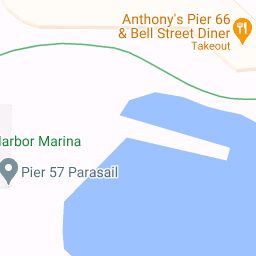 Anthony's Pier 66
& Bell Street Diner
Takeout
Harbor Marina
Pier 57 Parasail